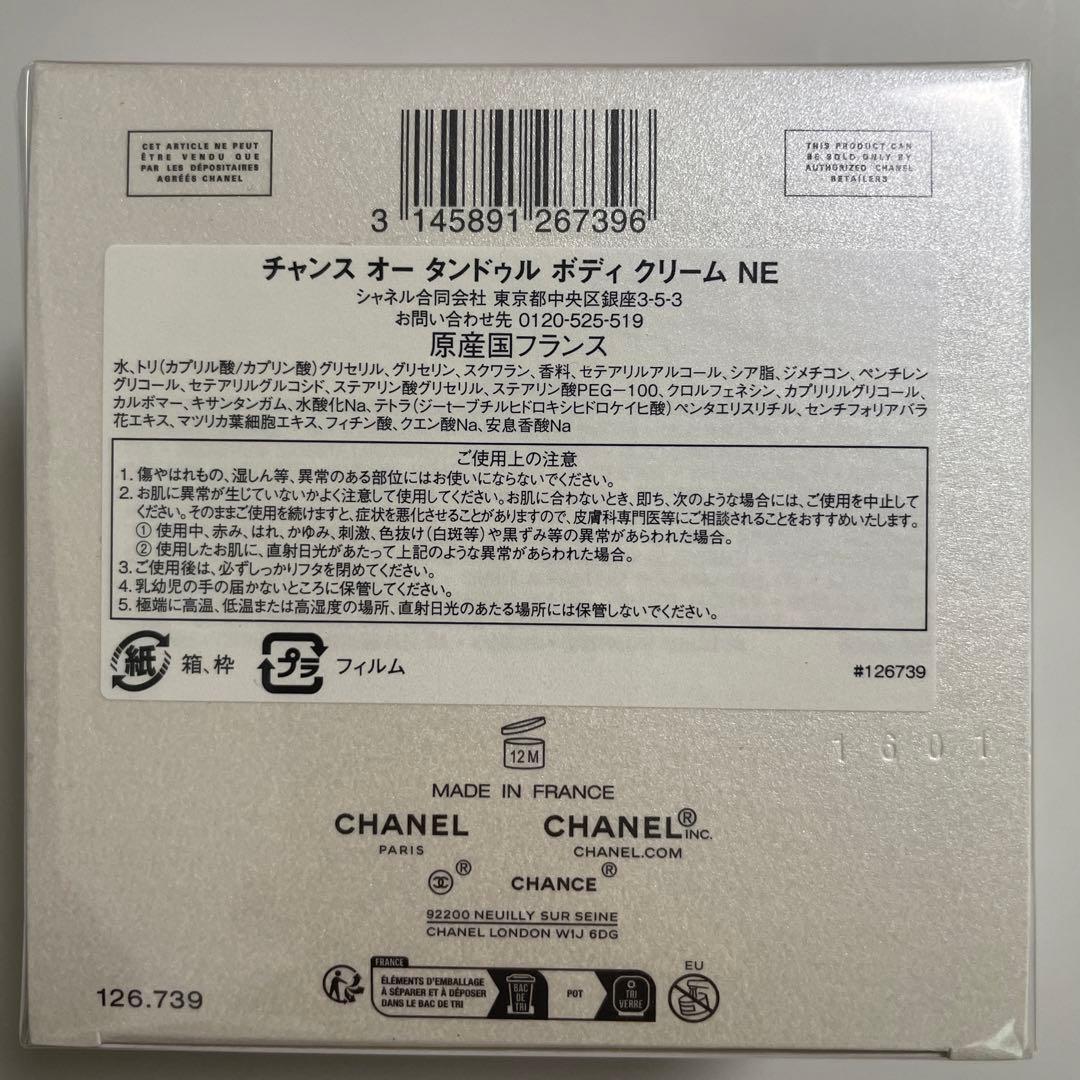 CET ARTICLE NE PEUT
ÊTRE VENDU QUE
PAR LES DÉPOSITAIRES
AGRÉÉS CHANEL
THIS PRODUCT CAN
BE SOLD ONLY BY
AUTHORIZED CHANEL
RETAILERS
3 145891 267396
チャンス オー タンドゥル ボディ クリーム NE
シャネル合同会社 東京都中央区銀座3-5-3
お問い合わせ先 0120-525-519
原産国フランス
水、トリ(カプリル酸/カプリン酸)グリセリル、グリセリン、スクワラン、香料、セテアリルアルコール、シア脂、ジメチコン、ペンチレン
グリコール、セテアリルグルコシド、ステアリン酸グリセリル、ステアリン酸PEG-100、クロルフェネシン、カプリリルグリコール、
カルボマー、キサンタンガム、水酸化Na、テトラ(ジ-t-ブチルヒドロキシヒドロケイヒ酸)ペンタエリスリチル、センチフォリアバラ
花エキス、マツリカ葉細胞エキス、フィチン酸、クエン酸Na、安息香酸Na
ご使用上の注意
1. 傷やはれもの、湿しん等、異常のある部位にはお使いにならないでください。
2. お肌に異常が生じていないかよく注意して使用してください。お肌に合わないとき、即ち、次のような場合には、ご使用を中止して
ください。そのままご使用を続けますと、症状を悪化させることがありますので、皮膚科専門医等にご相談されることをおすすめいたします。
① 使用中、赤み、はれ、かゆみ、刺激、色抜け(白斑等)や黒ずみ等の異常があらわれた場合。
② 使用したお肌に、直射日光があたって上記のような異常があらわれた場合。
3. ご使用後は、必ずしっかりフタを閉めてください。
4. 乳幼児の手の届かないところに保管してください。
5. 極端に高温、低温または高湿度の場所、直射日光のあたる場所には保管しないでください。
紙 箱、枠 プラ フィルム #126739
12M
1601
MADE IN FRANCE
CHANEL
PARIS
CHANEL® INC.
CHANEL.COM
®
CHANCE®
92200 NEUILLY SUR SEINE
CHANEL LONDON W1J 6DG
126.739
FRANCE
ÉLÉMENTS D'EMBALLAGE
À SÉPARER ET À DÉPOSER
DANS LE BAC DE TRI
BAC
DE
TRI
POT
TRI
VERRE
EU